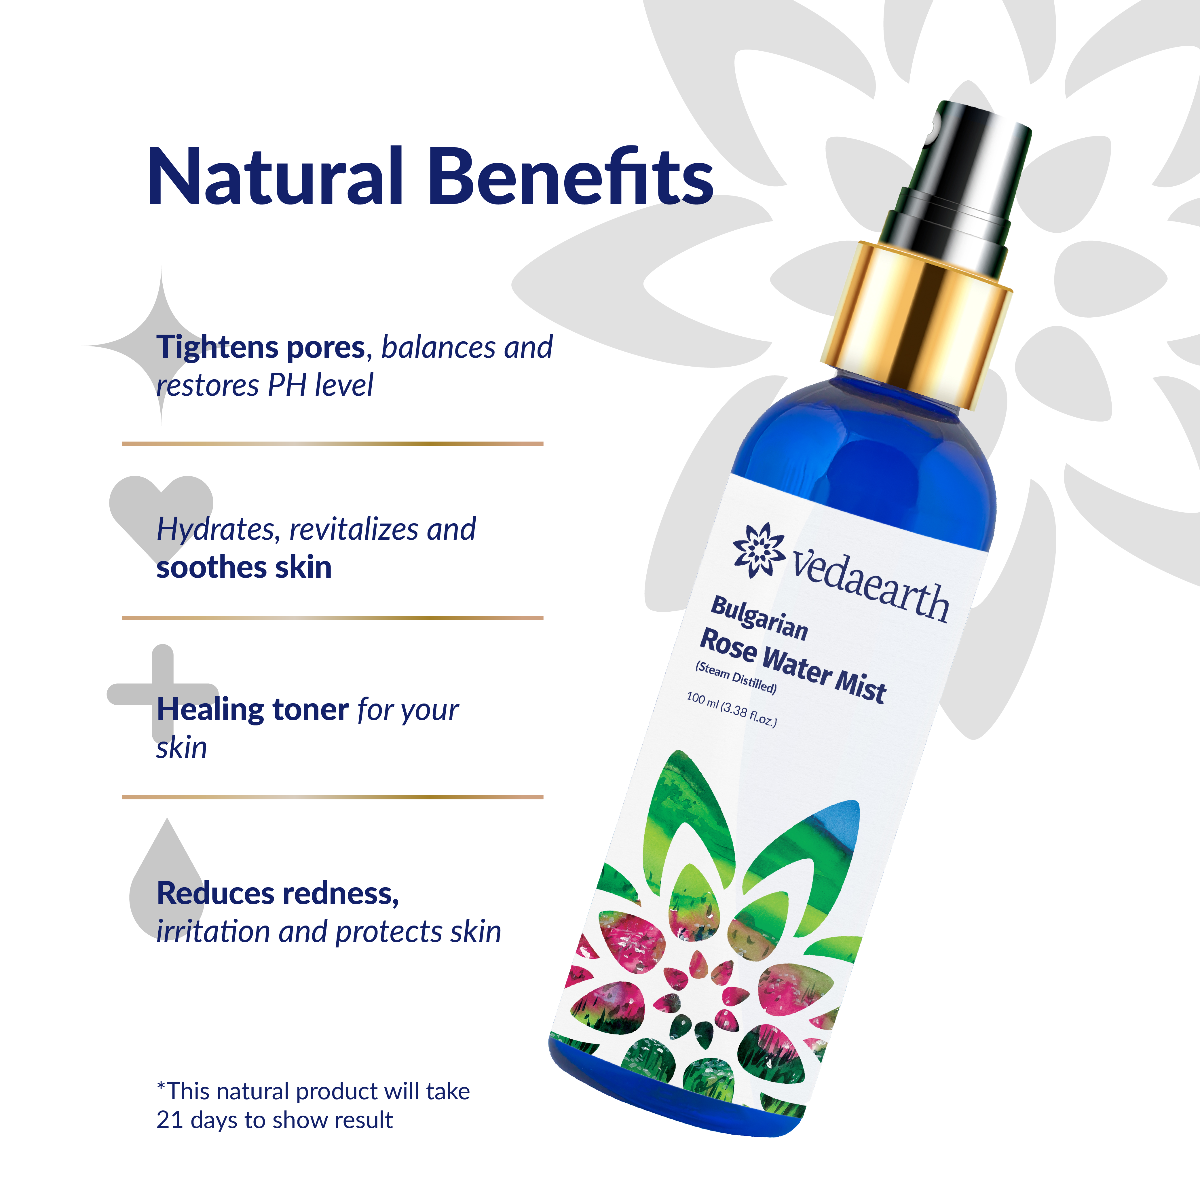 Natural Benefits
Tightens pores, balances and
restores PH level
Hydrates, revitalizes and
soothes skin
Healing toner for your
skin
Reduces redness,
irritation and protects skin
*This natural product will take
21 days to show result
vedaearth
Bulgarian
Rose Water Mist
(Steam Distilled)
100 ml (3.38 fl.oz.)